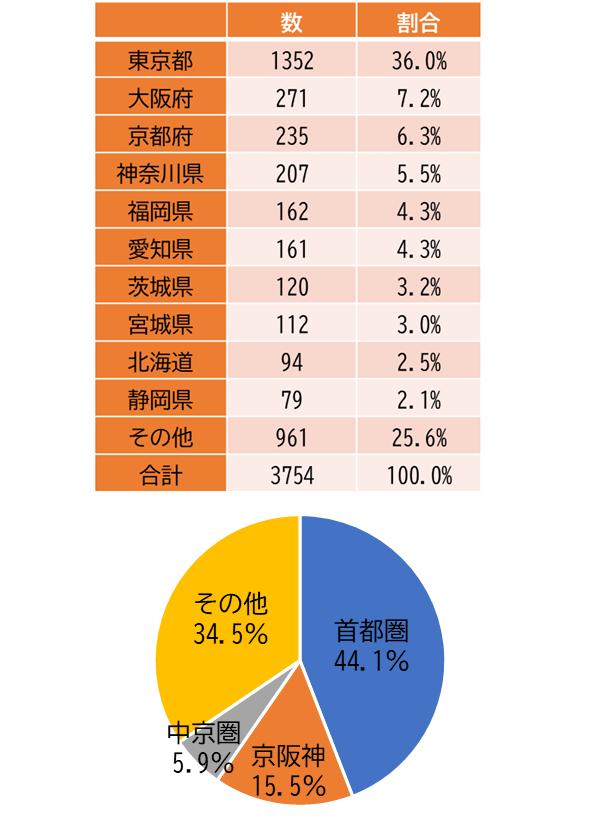 数 割合
東京都 1352 36.0%
大阪府 271 7.2%
京都府 235 6.3%
神奈川県 207 5.5%
福岡県 162 4.3%
愛知県 161 4.3%
茨城県 120 3.2%
宮城県 112 3.0%
北海道 94 2.5%
静岡県 79 2.1%
その他 961 25.6%
合計 3754 100.0%
その他
34.5%
首都圏
44.1%
中京圏
5.9%
京阪神
15.5%